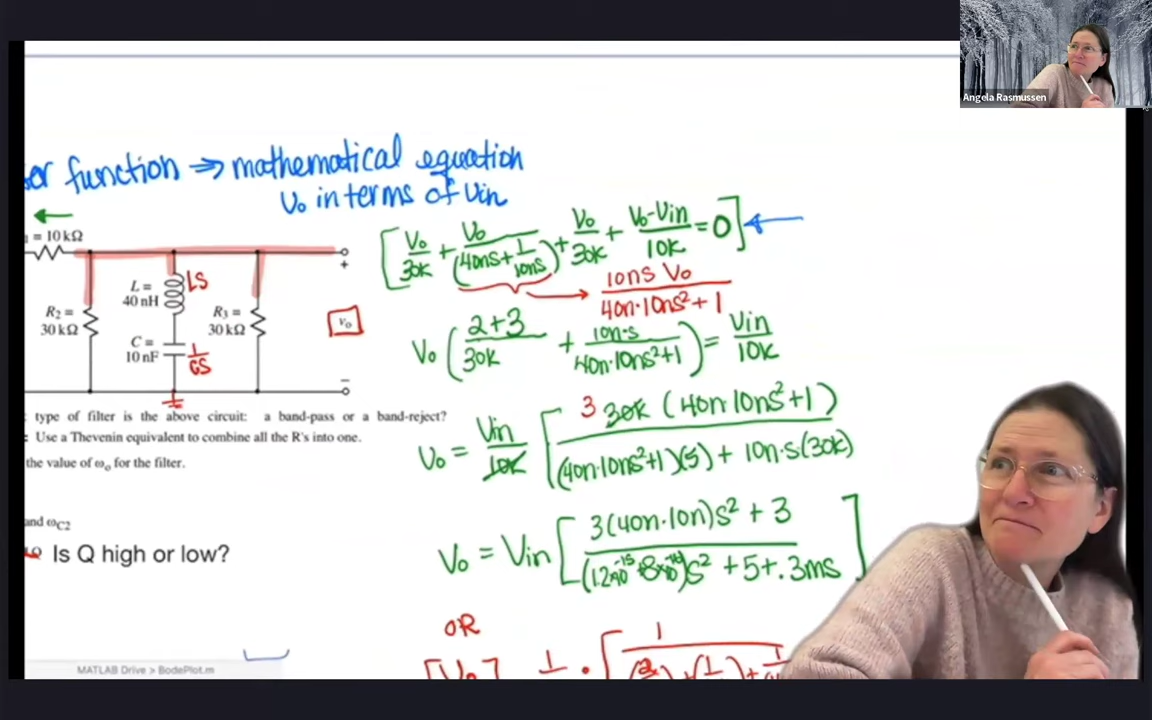 Angela Rasmussen
er function ⇒ mathematical equation
Vo in terms of Vin
= 10 kΩ
L =
40 nH
LS
R2 =
30 kΩ
R3 =
30 kΩ
C =
10 nF
1/CS
+
vo
−
[Vo/30K + Vo/(40nS + 1/10nS) + Vo/30K + Vo-Vin/10K = 0]
10nS Vo/40n·10nS²+1
Vo (2+3/30K + 10n·S/40n·10nS²+1) = Vin/10K
Vo = Vin/10K [3 30K (40n·10nS²+1)/(40n·10nS²+1)(5) + 10n·S(30K)]
type of filter is the above circuit: a band-pass or a band-reject?
: Use a Thevenin equivalent to combine all the R's into one.
the value of ωo for the filter.
and ωC2
Is Q high or low?
Vo = Vin [3(40n·10n)S² + 3/ S² + 5+.3mS]
OR
[Vo] 1 · [1
MATLAB Drive > BodePlot.m